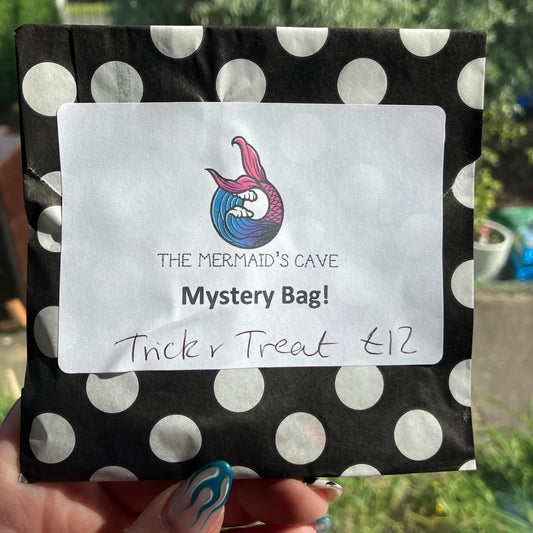 THE MERMAID'S CAVE
Mystery Bag!
Trick r Treat £12